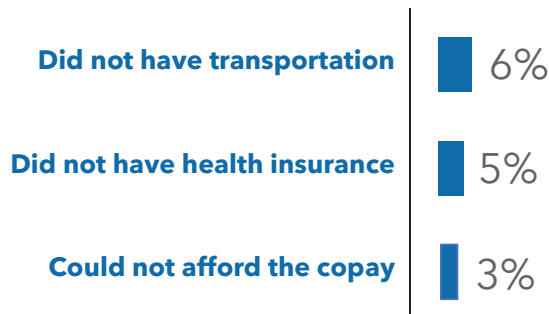 Did not have transportation 6%
Did not have health insurance 5%
Could not afford the copay 3%